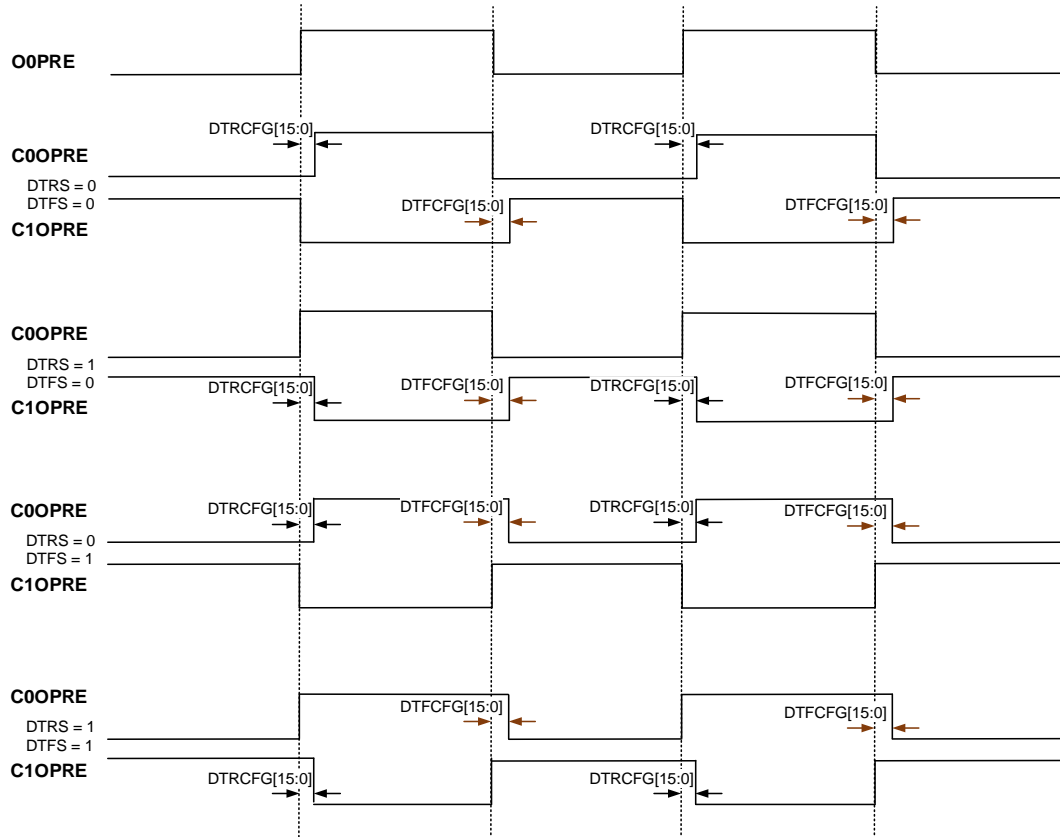 O0PRE
DTRCFG[15:0]
DTRCFG[15:0]
C0OPRE
DTRS = 0
DTFS = 0
DTFCFG[15:0]
DTFCFG[15:0]
C1OPRE
C0OPRE
DTRS = 1
DTFS = 0
DTRCFG[15:0]
DTFCFG[15:0]
DTRCFG[15:0]
DTFCFG[15:0]
C1OPRE
DTRCFG[15:0]
DTFCFG[15:0]
DTRCFG[15:0]
DTFCFG[15:0]
C0OPRE
DTRS = 0
DTFS = 1
C1OPRE
C0OPRE
DTFCFG[15:0]
DTFCFG[15:0]
DTRS = 1
DTFS = 1
C1OPRE
DTRCFG[15:0]
DTRCFG[15:0]